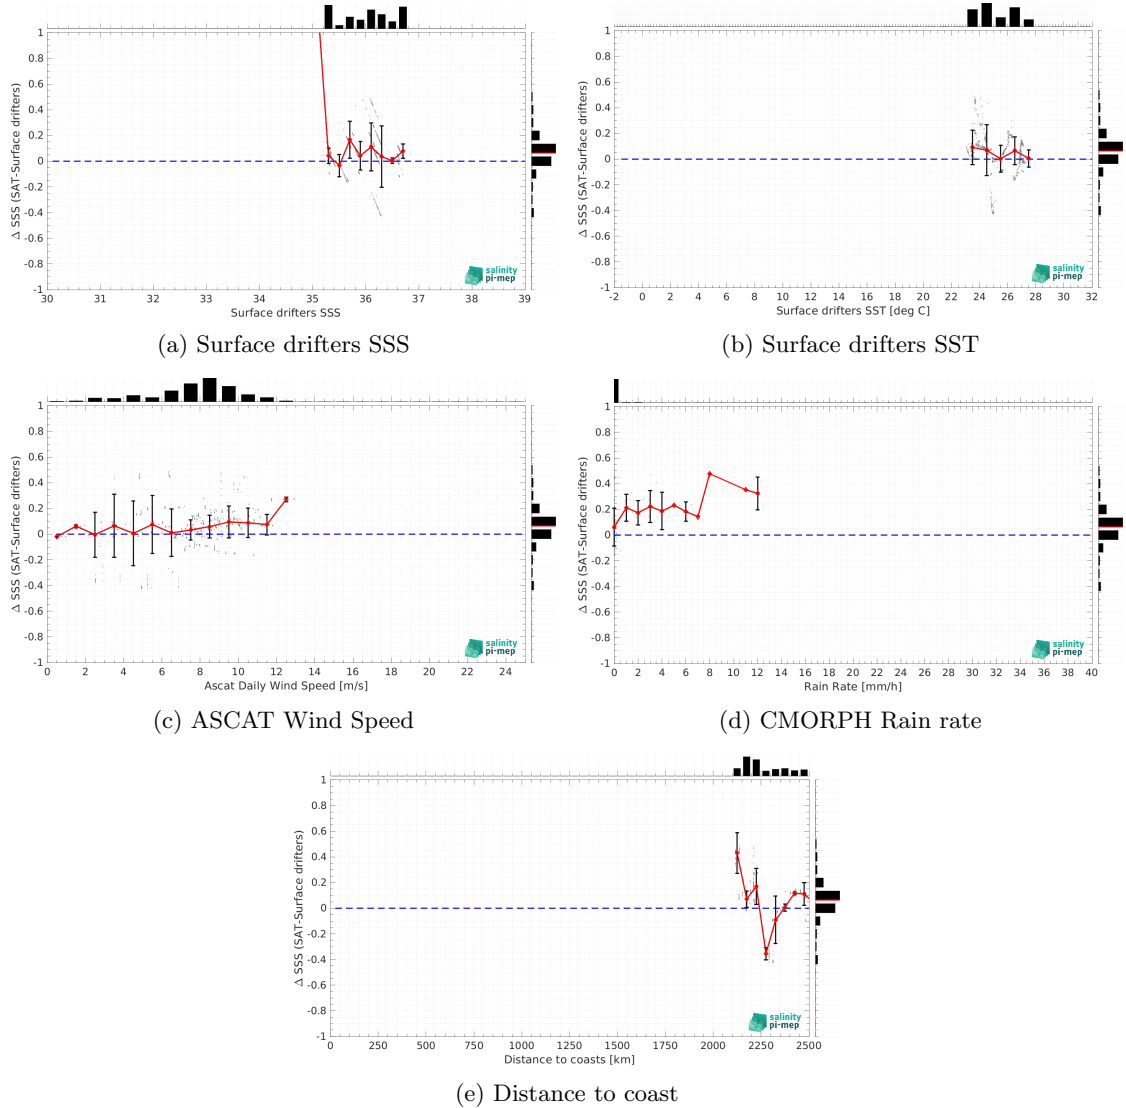 1
0.8
0.6
0.4
0.2
0
-0.2
-0.4
-0.6
-0.8
-1
Δ SSS (SAT-Surface drifters)
30 31 32 33 34 35 36 37 38 39
Surface drifters SSS
salinity
pi-mep
(a) Surface drifters SSS
1
0.8
0.6
0.4
0.2
0
-0.2
-0.4
-0.6
-0.8
-1
Δ SSS (SAT-Surface drifters)
-2 0 2 4 6 8 10 12 14 16 18 20 22 24 26 28 30 32
Surface drifters SST [deg C]
salinity
pi-mep
(b) Surface drifters SST
1
0.8
0.6
0.4
0.2
0
-0.2
-0.4
-0.6
-0.8
-1
Δ SSS (SAT-Surface drifters)
0 2 4 6 8 10 12 14 16 18 20 22 24
Ascat Daily Wind Speed [m/s]
salinity
pi-mep
(c) ASCAT Wind Speed
1
0.8
0.6
0.4
0.2
0
-0.2
-0.4
-0.6
-0.8
-1
Δ SSS (SAT-Surface drifters)
0 2 4 6 8 10 12 14 16 18 20 22 24 26 28 30 32 34 36 38 40
Rain Rate [mm/h]
salinity
pi-mep
(d) CMORPH Rain rate
1
0.8
0.6
0.4
0.2
0
-0.2
-0.4
-0.6
-0.8
-1
Δ SSS (SAT-Surface drifters)
0 250 500 750 1000 1250 1500 1750 2000 2250 2500
Distance to coasts [km]
salinity
pi-mep
(e) Distance to coast